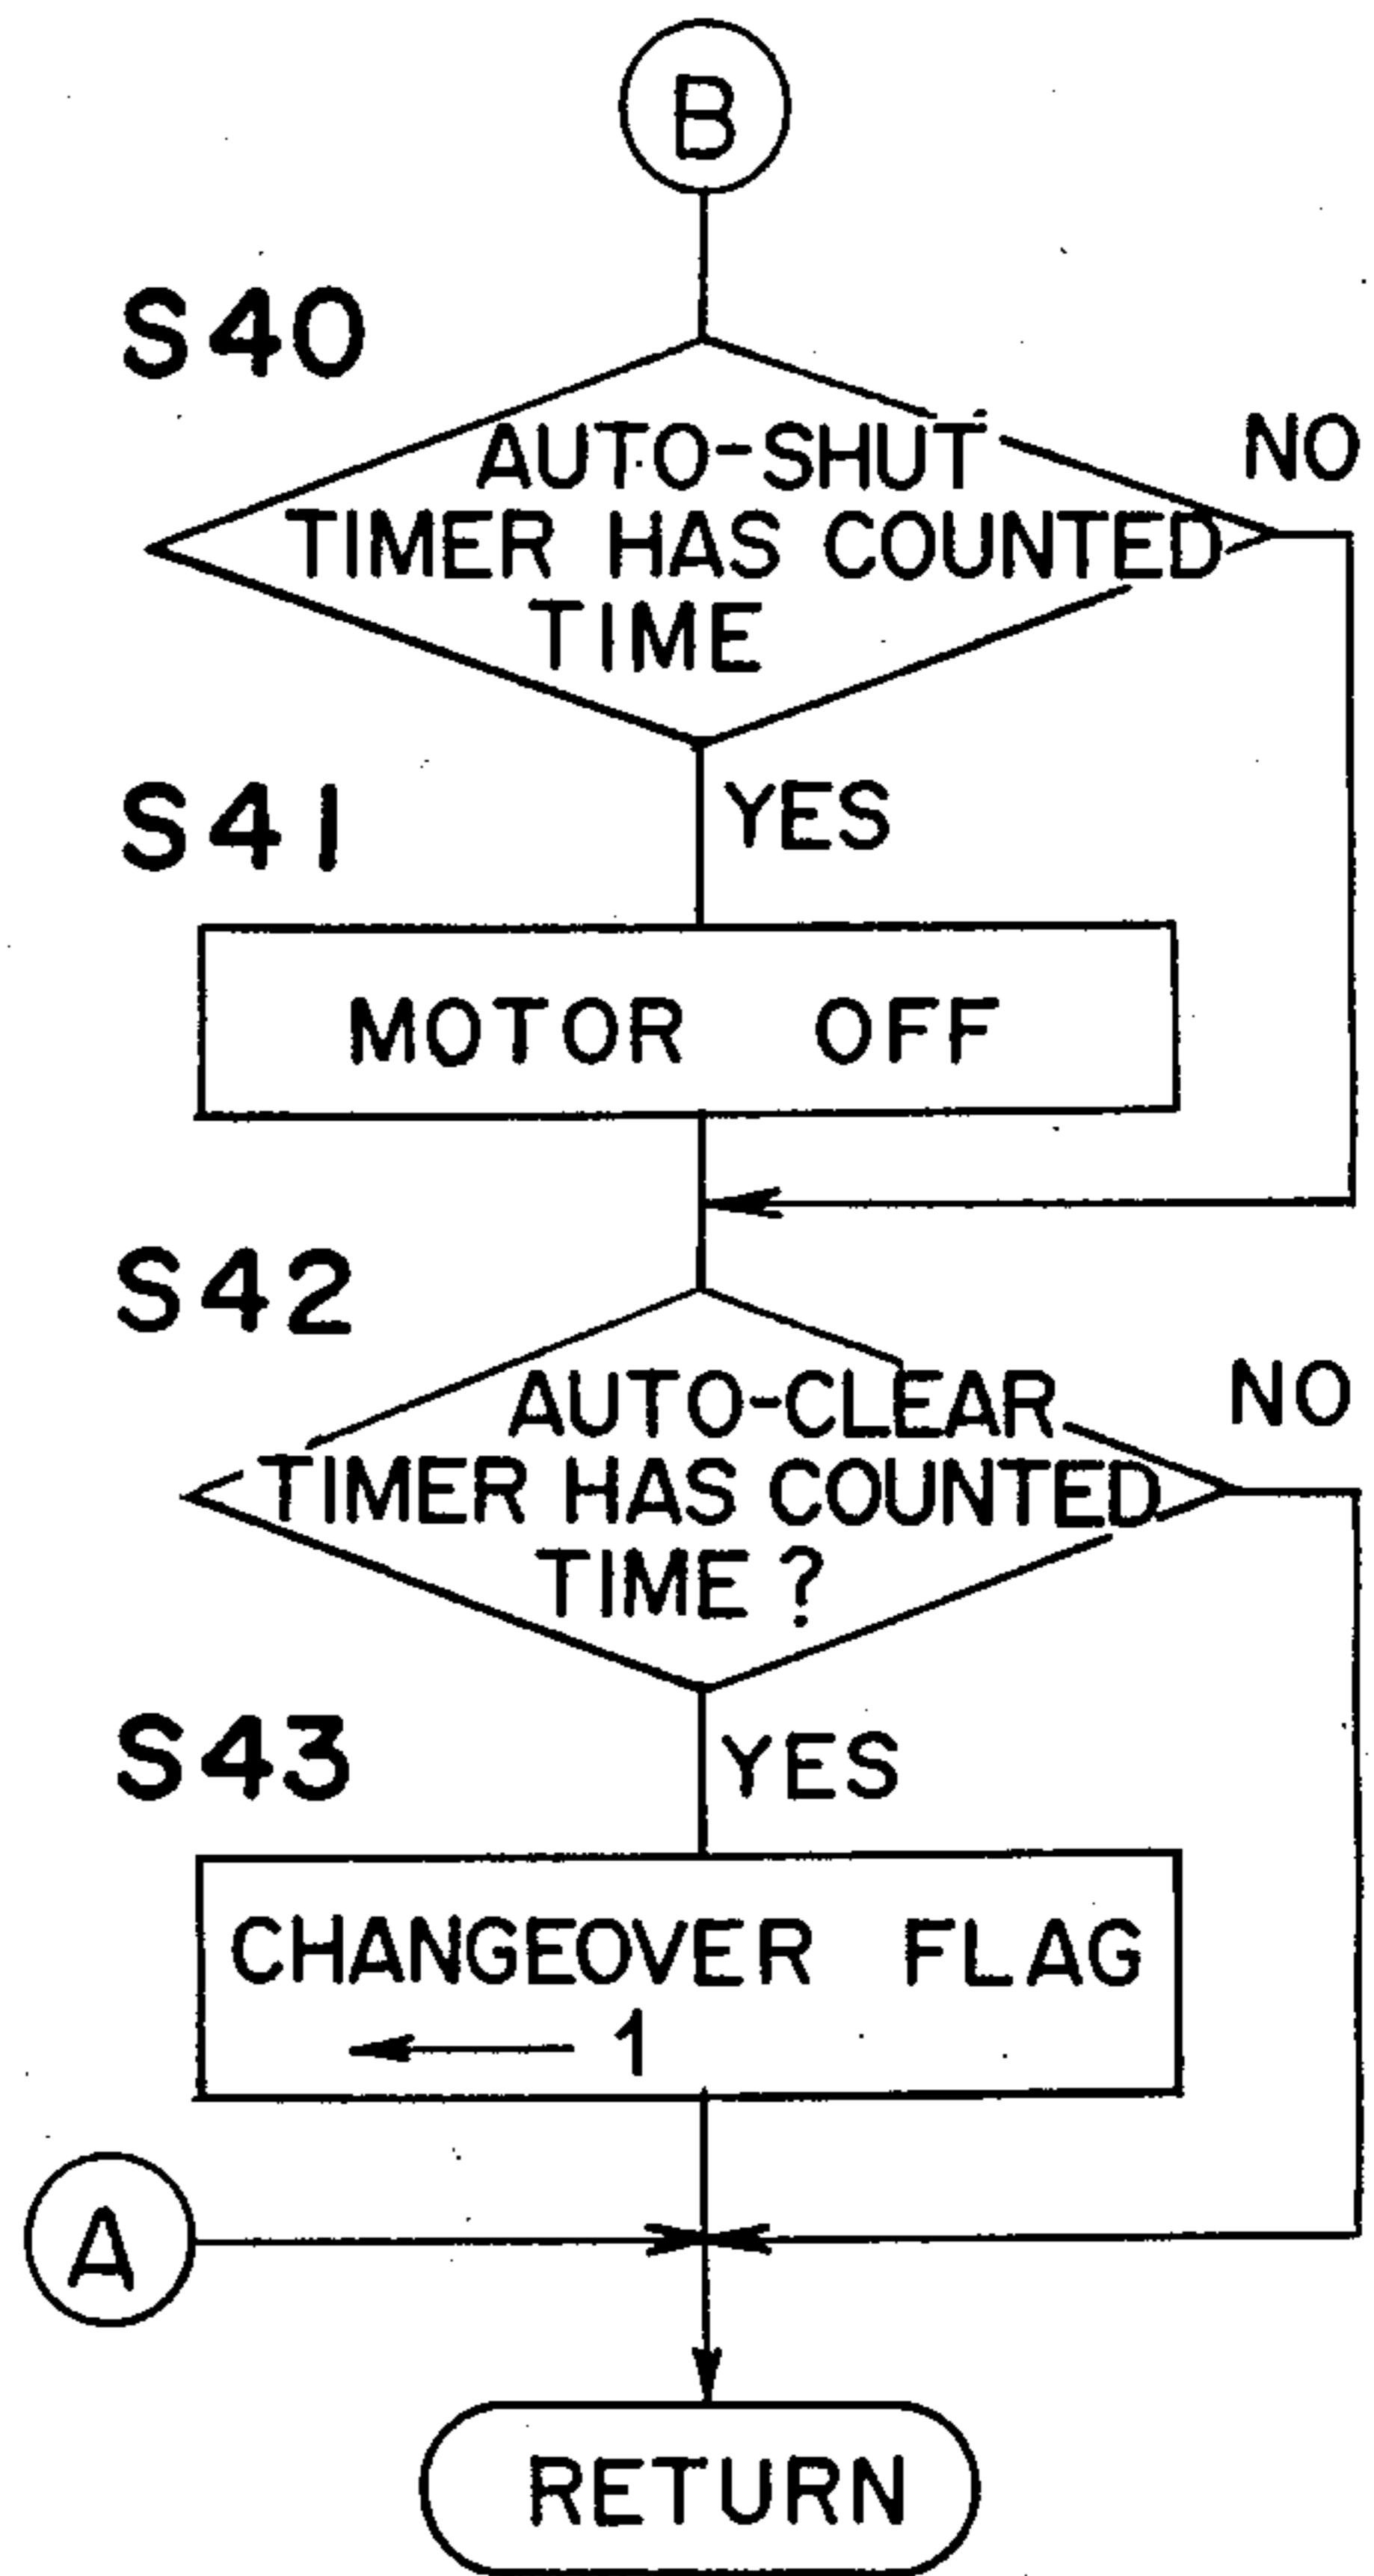 B
S40
AUTO-SHUT
TIMER HAS COUNTED
TIME
NO
YES
S41
MOTOR OFF
S42
AUTO-CLEAR
TIMER HAS COUNTED
TIME?
NO
YES
S43
CHANGEOVER FLAG
← 1
A
RETURN